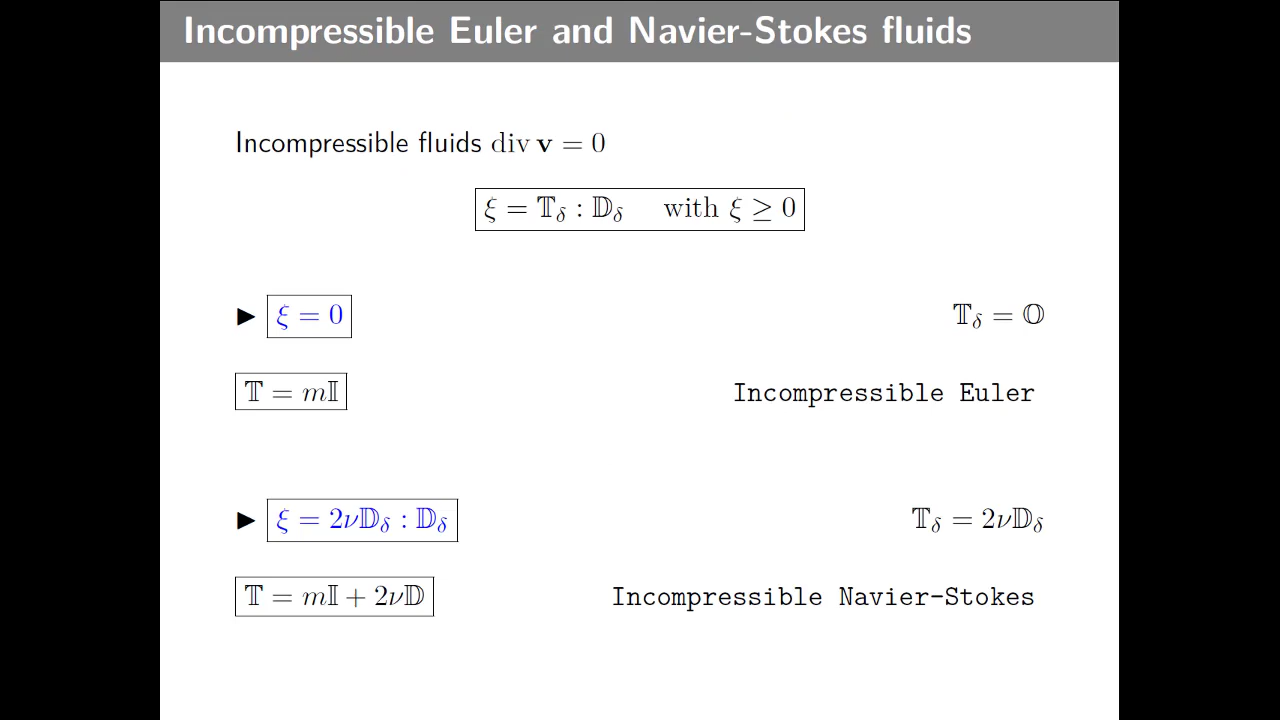 Incompressible Euler and Navier-Stokes fluids
Incompressible fluids div 𝐯 = 0
ξ = 𝕋_δ : 𝔻_δ with ξ ≥ 0
▶ ξ = 0 𝕋_δ = 𝕆
𝕋 = m𝕀 Incompressible Euler
▶ ξ = 2ν𝔻_δ : 𝔻_δ 𝕋_δ = 2ν𝔻_δ
𝕋 = m𝕀 + 2ν𝔻 Incompressible Navier-Stokes